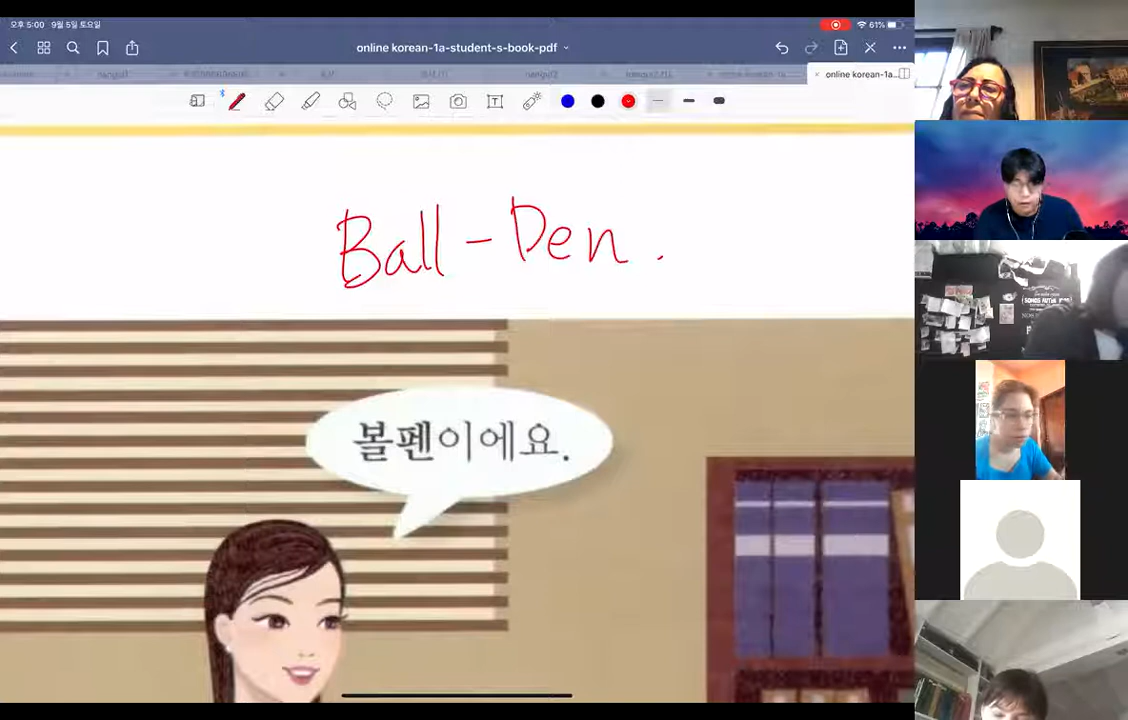 오후 5:00 9월 5일 토요일
61%
online korean-1a-student-s-book-pdf
online korean-1a...
Ball-Pen.
볼펜이에요.